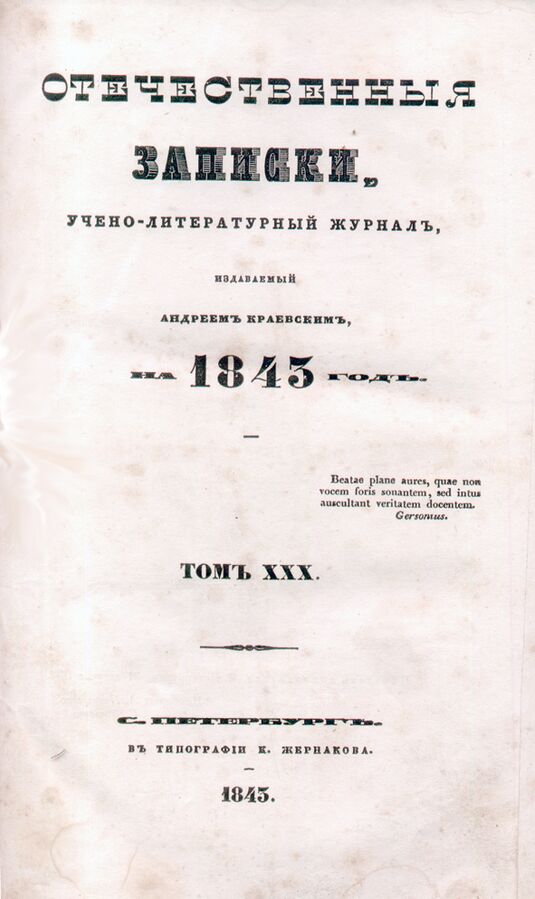 ОТЕЧЕСТВЕННЫЯ
ЗАПИСКИ,
УЧЕНО-ЛИТЕРАТУРНЫЙ ЖУРНАЛЪ,
ИЗДАВАЕМЫЙ
АНДРЕЕМЪ КРАЕВСКИМЪ,
НА 1843 ГОДЪ.
Beatae plane aures, quae non
vocem foris sonantem, sed intus
auscultant veritatem docentem.
Gersonius.
ТОМЪ XXX.
С. ПЕТЕРБУРГЪ.
ВЪ ТИПОГРАФІИ К. ЖЕРНАКОВА.
1843.